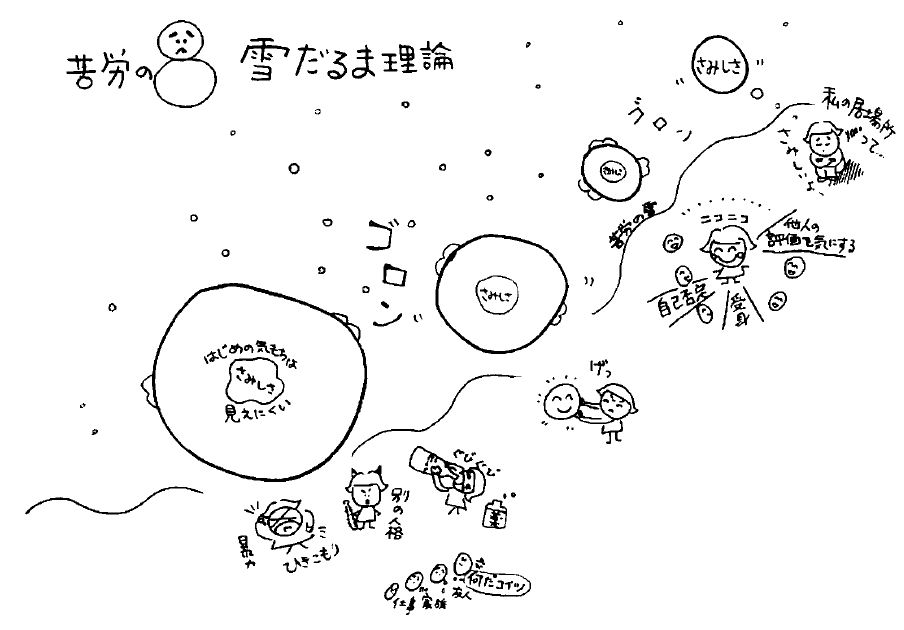 苦労の雪だるま理論
さみしさ
私の居場所
って…
さみしいよ、
ゴロン
さみし
苦労の雪
ニコニコ
他人の
評価を気にする
自己否定
受身
ゴロン
さみしさ
はじめの気もちは
さみしさ
見えにくい
げっ
ぐびぐび
薬
別の人格
暴力
ひきこもり
さ…何だコイツ
仕事 家族 友人